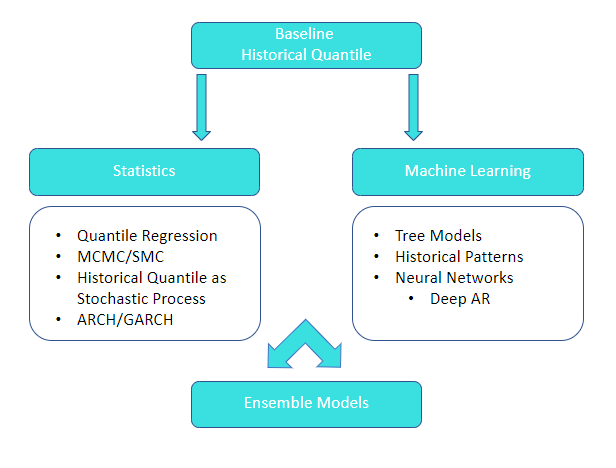 Baseline
Historical Quantile
Statistics
• Quantile Regression
• MCMC/SMC
• Historical Quantile as
Stochastic Process
• ARCH/GARCH
Machine Learning
• Tree Models
• Historical Patterns
• Neural Networks
• Deep AR
Ensemble Models